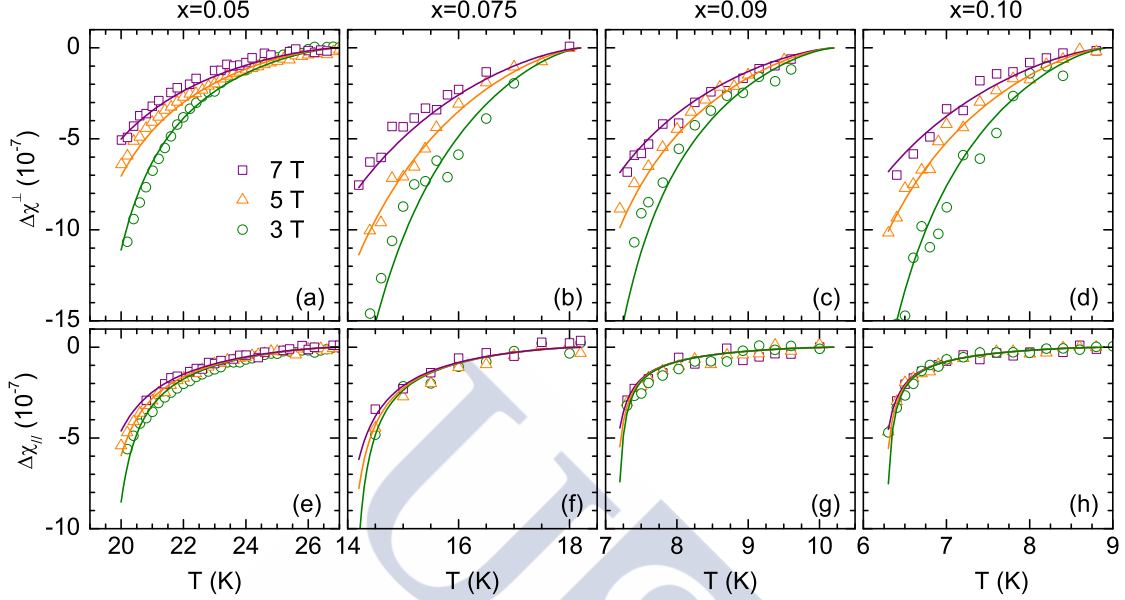 x=0.05 x=0.075 x=0.09 x=0.10
0
-5
-10
-15
Δχ⊥ (10-7)
7 T
5 T
3 T
(a) (b) (c) (d)
0
-5
-10
Δχ// (10-7)
(e) (f) (g) (h)
20 22 24 26 14 16 18 7 8 9 10 6 7 8 9
T (K) T (K) T (K) T (K)